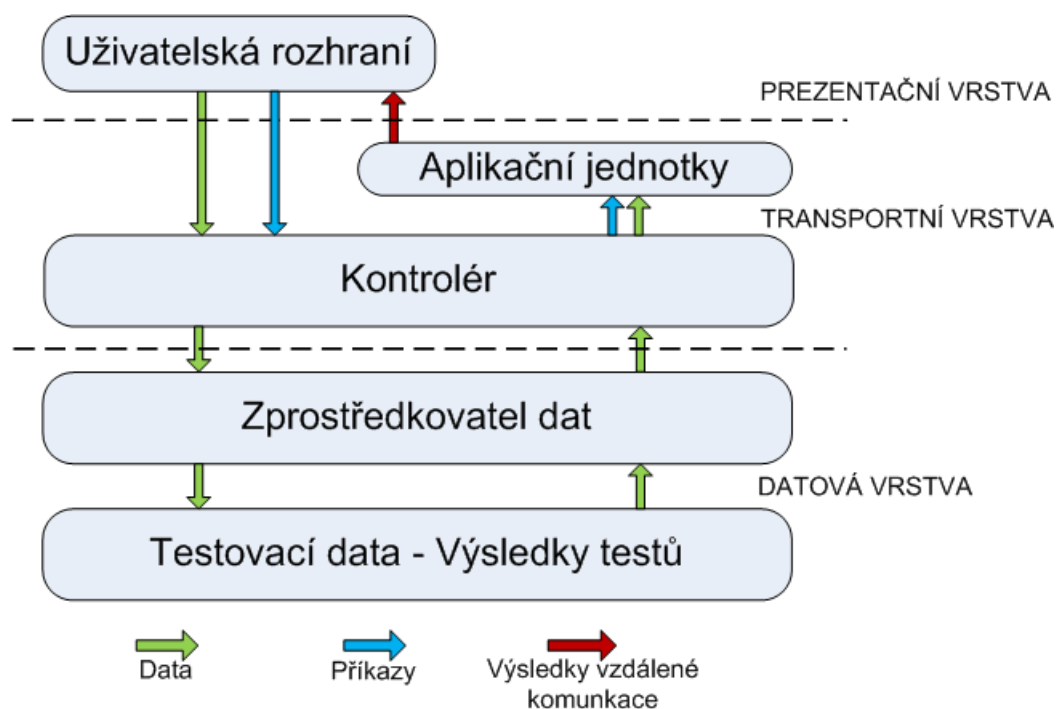 Uživatelská rozhraní
PREZENTAČNÍ VRSTVA
Aplikační jednotky
TRANSPORTNÍ VRSTVA
Kontrolér
Zprostředkovatel dat
DATOVÁ VRSTVA
Testovací data - Výsledky testů
Data
Příkazy
Výsledky vzdálené
komunkace